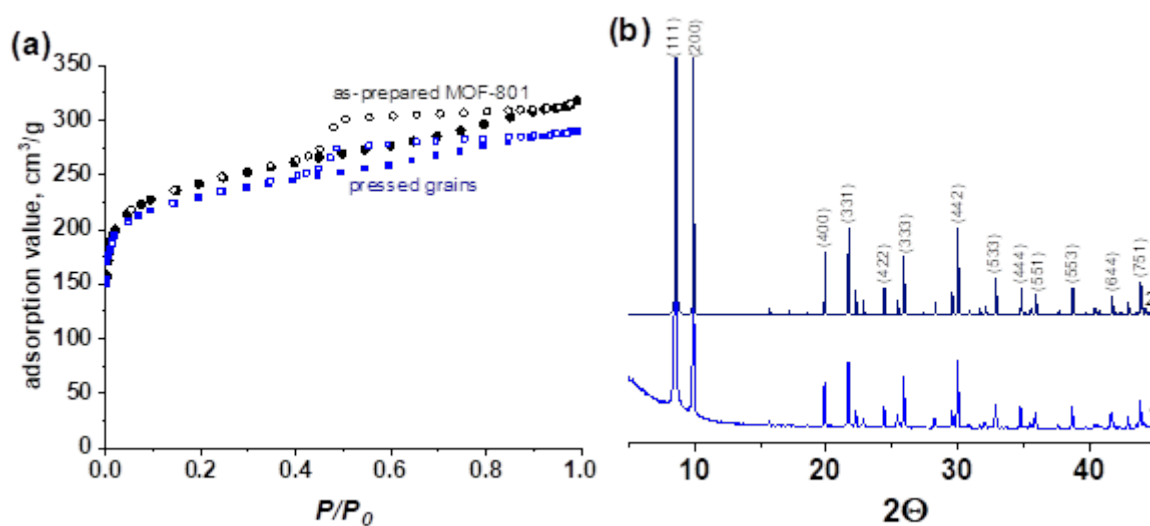 (a)
350
300
250
200
150
100
50
0
adsorption value, cm³/g
as-prepared MOF-801
pressed grains
0.0 0.2 0.4 0.6 0.8 1.0
P/P₀
(b)
(111)
(200)
(400)
(331)
(422)
(333)
(442)
(533)
(444)
(551)
(553)
(644)
(751)
10 20 30 40
2Θ